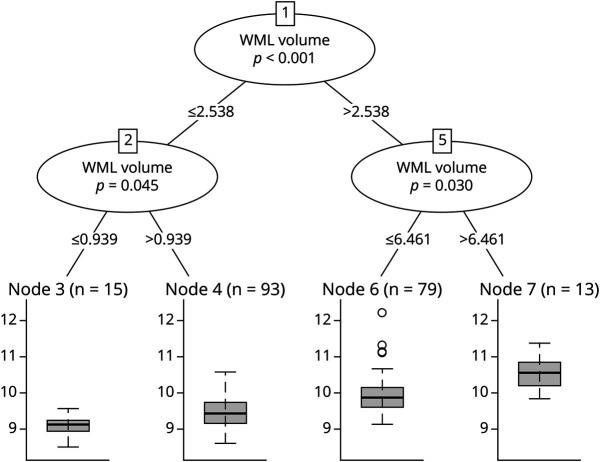 1
WML volume
p < 0.001
≤2.538
>2.538
2
WML volume
p = 0.045
5
WML volume
p = 0.030
≤0.939
>0.939
≤6.461
>6.461
Node 3 (n = 15)
Node 4 (n = 93)
Node 6 (n = 79)
Node 7 (n = 13)
12
11
10
9
12
11
10
9
12
11
10
9
12
11
10
9